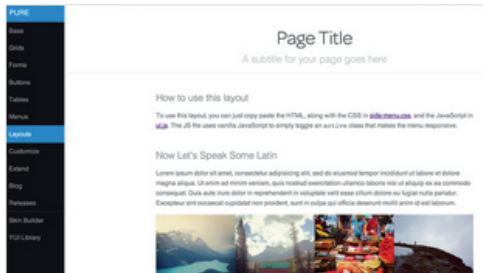 PURE
Base
Grids
Forms
Buttons
Tables
Menus
Layouts
Customize
Extend
Blog
Releases
Skin Builder
YUI Library
Page Title
A subtitle for your page goes here
How to use this layout
To use this layout, you can just copy paste the HTML, along with the CSS in side-menu.css, and the JavaScript in
ui.js. The JS file uses vanilla JavaScript to simply toggle an active class that makes the menu responsive.
Now Let's Speak Some Latin
Lorem ipsum dolor sit amet, consectetur adipisicing elit, sed do eiusmod tempor incididunt ut labore et dolore
magna aliqua. Ut enim ad minim veniam, quis nostrud exercitation ullamco laboris nisi ut aliquip ex ea commodo
consequat. Duis aute irure dolor in reprehenderit in voluptate velit esse cillum dolore eu fugiat nulla pariatur.
Excepteur sint occaecat cupidatat non proident, sunt in culpa qui officia deserunt mollit anim id est laborum.